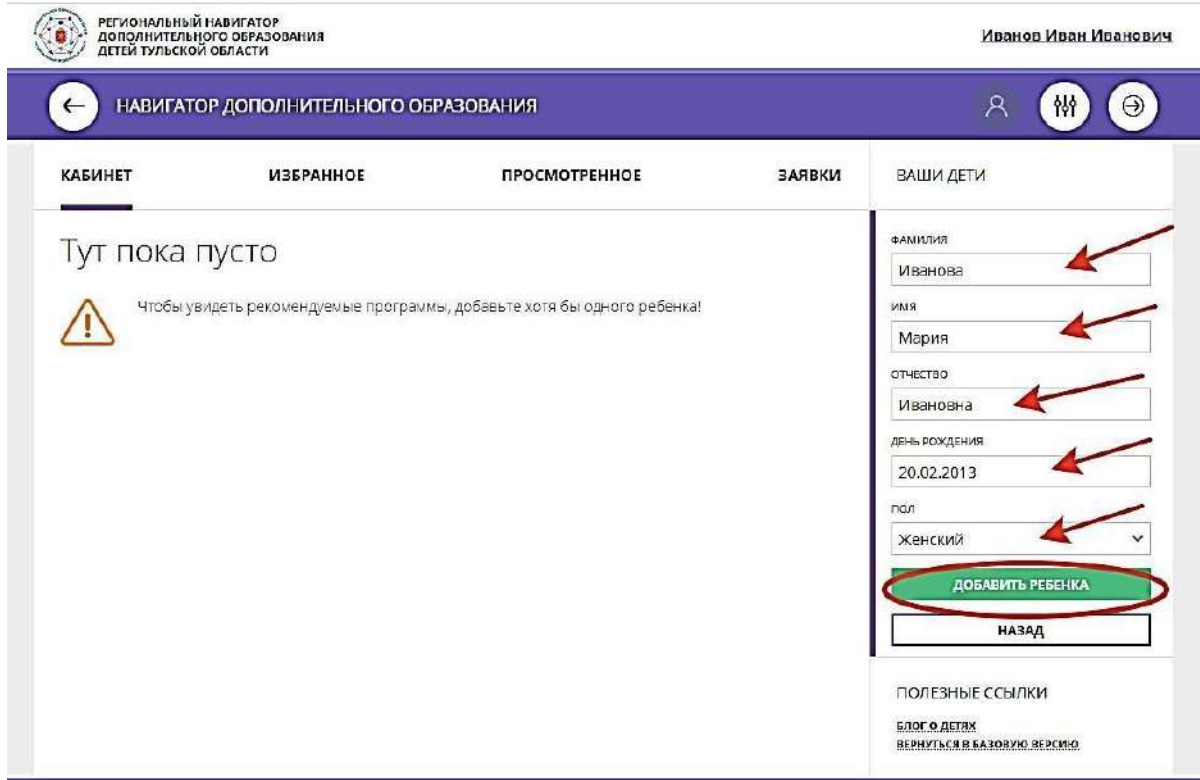 РЕГИОНАЛЬНЫЙ НАВИГАТОР
ДОПОЛНИТЕЛЬНОГО ОБРАЗОВАНИЯ
ДЕТЕЙ ТУЛЬСКОЙ ОБЛАСТИ
Иванов Иван Иванович
НАВИГАТОР ДОПОЛНИТЕЛЬНОГО ОБРАЗОВАНИЯ
КАБИНЕТ
ИЗБРАННОЕ
ПРОСМОТРЕННОЕ
ЗАЯВКИ
Тут пока пусто
Чтобы увидеть рекомендуемые программы, добавьте хотя бы одного ребенка!
ВАШИ ДЕТИ
ФАМИЛИЯ
Иванова
ИМЯ
Мария
ОТЧЕСТВО
Ивановна
ДЕНЬ РОЖДЕНИЯ
20.02.2013
ПОЛ
Женский
ДОБАВИТЬ РЕБЕНКА
НАЗАД
ПОЛЕЗНЫЕ ССЫЛКИ
БЛОГ О ДЕТЯХ
ВЕРНУТЬСЯ В БАЗОВУЮ ВЕРСИЮ